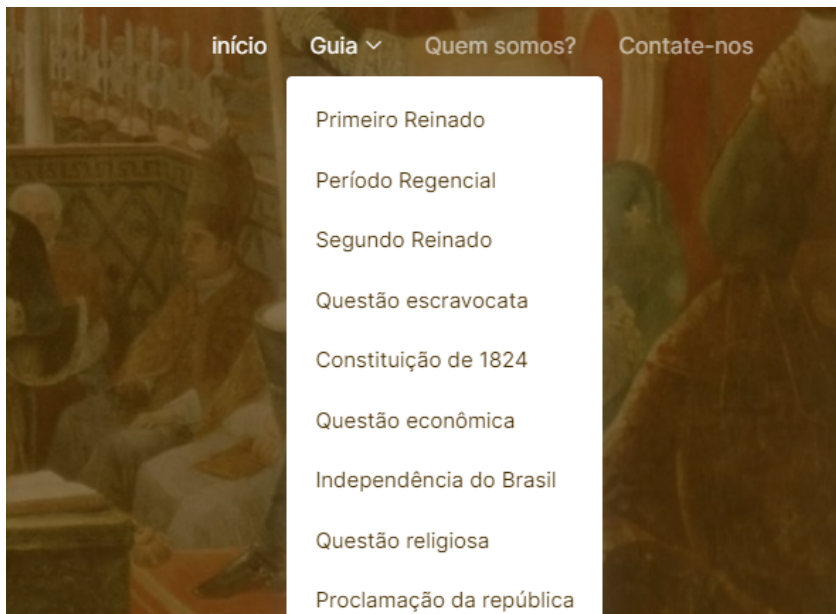 início Guia Quem somos? Contate-nos
Primeiro Reinado
Período Regencial
Segundo Reinado
Questão escravocata
Constituição de 1824
Questão econômica
Independência do Brasil
Questão religiosa
Proclamação da república